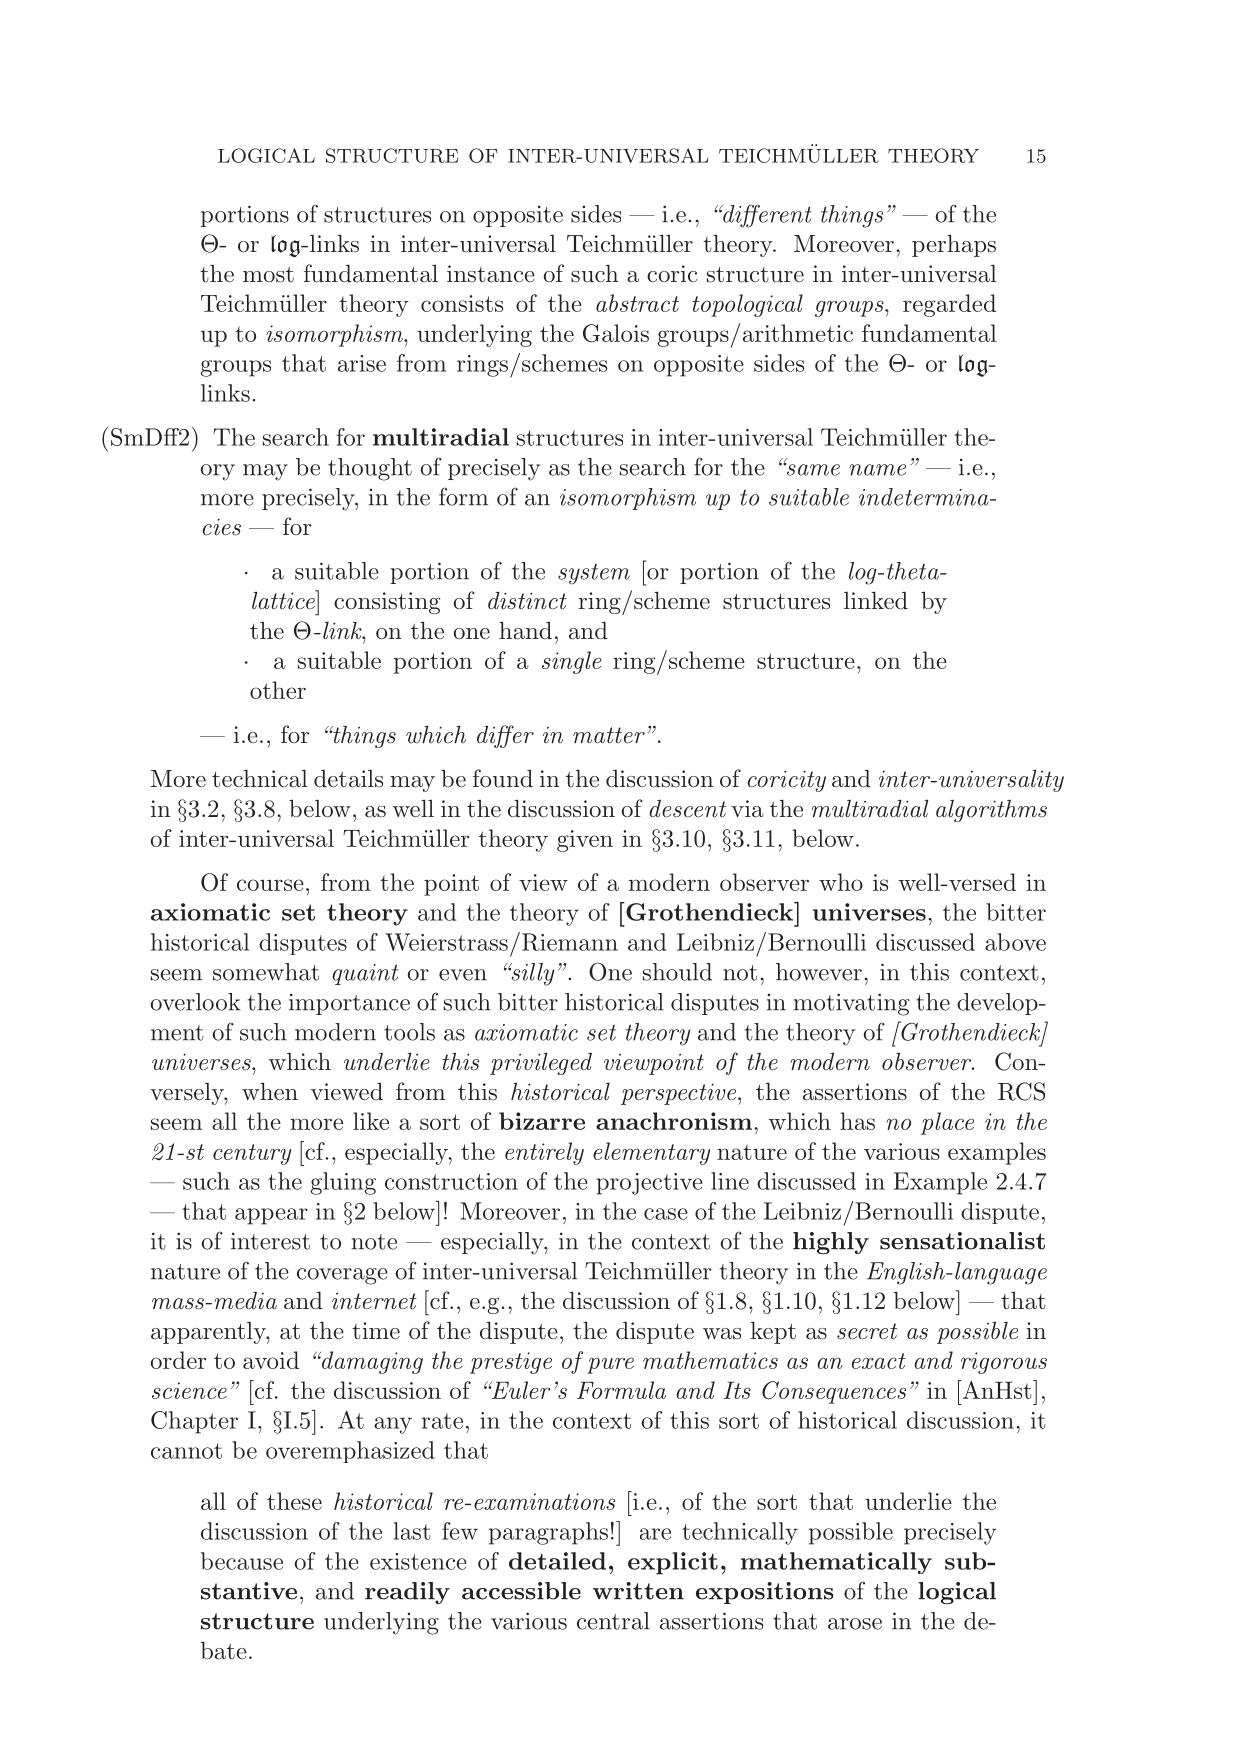 LOGICAL STRUCTURE OF INTER-UNIVERSAL TEICHMÜLLER THEORY 15
portions of structures on opposite sides — i.e., “different things” — of the
Θ- or log-links in inter-universal Teichmüller theory. Moreover, perhaps
the most fundamental instance of such a coric structure in inter-universal
Teichmüller theory consists of the abstract topological groups, regarded
up to isomorphism, underlying the Galois groups/arithmetic fundamental
groups that arise from rings/schemes on opposite sides of the Θ- or log-
links.
(SmDff2) The search for multiradial structures in inter-universal Teichmüller the-
ory may be thought of precisely as the search for the “same name” — i.e.,
more precisely, in the form of an isomorphism up to suitable indetermina-
cies — for
· a suitable portion of the system [or portion of the log-theta-
lattice] consisting of distinct ring/scheme structures linked by
the Θ-link, on the one hand, and
· a suitable portion of a single ring/scheme structure, on the
other
— i.e., for “things which differ in matter”.
More technical details may be found in the discussion of coricity and inter-universality
in §3.2, §3.8, below, as well in the discussion of descent via the multiradial algorithms
of inter-universal Teichmüller theory given in §3.10, §3.11, below.
Of course, from the point of view of a modern observer who is well-versed in
axiomatic set theory and the theory of [Grothendieck] universes, the bitter
historical disputes of Weierstrass/Riemann and Leibniz/Bernoulli discussed above
seem somewhat quaint or even “silly”. One should not, however, in this context,
overlook the importance of such bitter historical disputes in motivating the develop-
ment of such modern tools as axiomatic set theory and the theory of [Grothendieck]
universes, which underlie this privileged viewpoint of the modern observer. Con-
versely, when viewed from this historical perspective, the assertions of the RCS
seem all the more like a sort of bizarre anachronism, which has no place in the
21-st century [cf., especially, the entirely elementary nature of the various examples
— such as the gluing construction of the projective line discussed in Example 2.4.7
— that appear in §2 below]! Moreover, in the case of the Leibniz/Bernoulli dispute,
it is of interest to note — especially, in the context of the highly sensationalist
nature of the coverage of inter-universal Teichmüller theory in the English-language
mass-media and internet [cf., e.g., the discussion of §1.8, §1.10, §1.12 below] — that
apparently, at the time of the dispute, the dispute was kept as secret as possible in
order to avoid “damaging the prestige of pure mathematics as an exact and rigorous
science” [cf. the discussion of “Euler’s Formula and Its Consequences” in [AnHst],
Chapter I, §I.5]. At any rate, in the context of this sort of historical discussion, it
cannot be overemphasized that
all of these historical re-examinations [i.e., of the sort that underlie the
discussion of the last few paragraphs!] are technically possible precisely
because of the existence of detailed, explicit, mathematically sub-
stantive, and readily accessible written expositions of the logical
structure underlying the various central assertions that arose in the de-
bate.